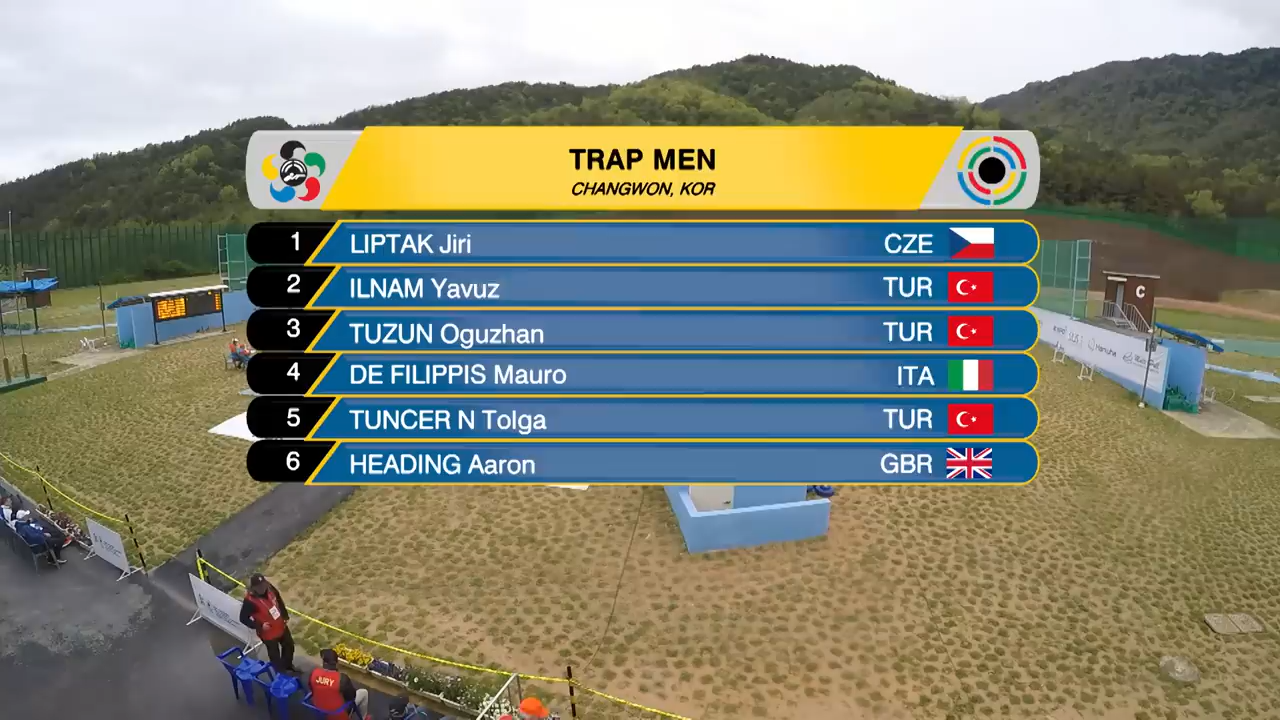 TRAP MEN
CHANGWON, KOR
1 LIPTAK Jiri CZE
2 ILNAM Yavuz TUR
3 TUZUN Oguzhan TUR
4 DE FILIPPIS Mauro ITA
5 TUNCER N Tolga TUR
6 HEADING Aaron GBR
C
JURY